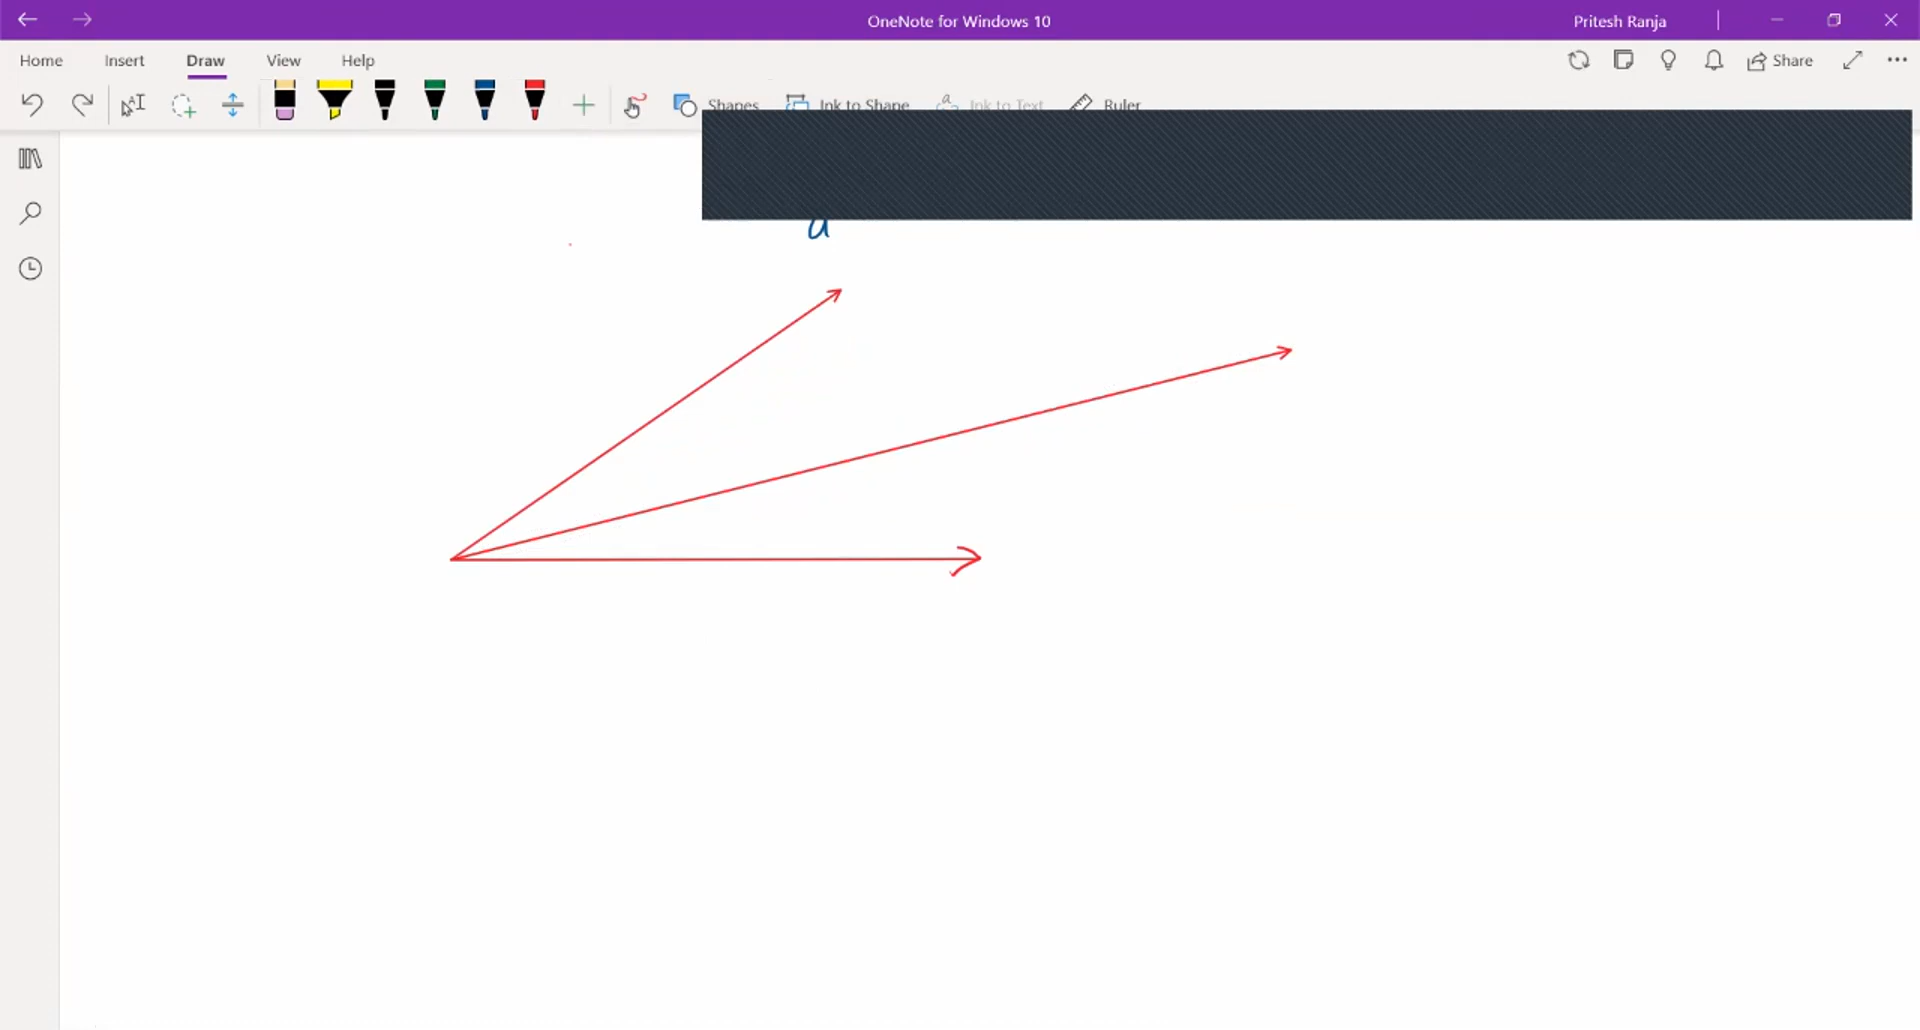 OneNote for Windows 10
Pritesh Ranja
Home Insert Draw View Help
Share
Shapes Ink to Shape Ink to Text Ruler